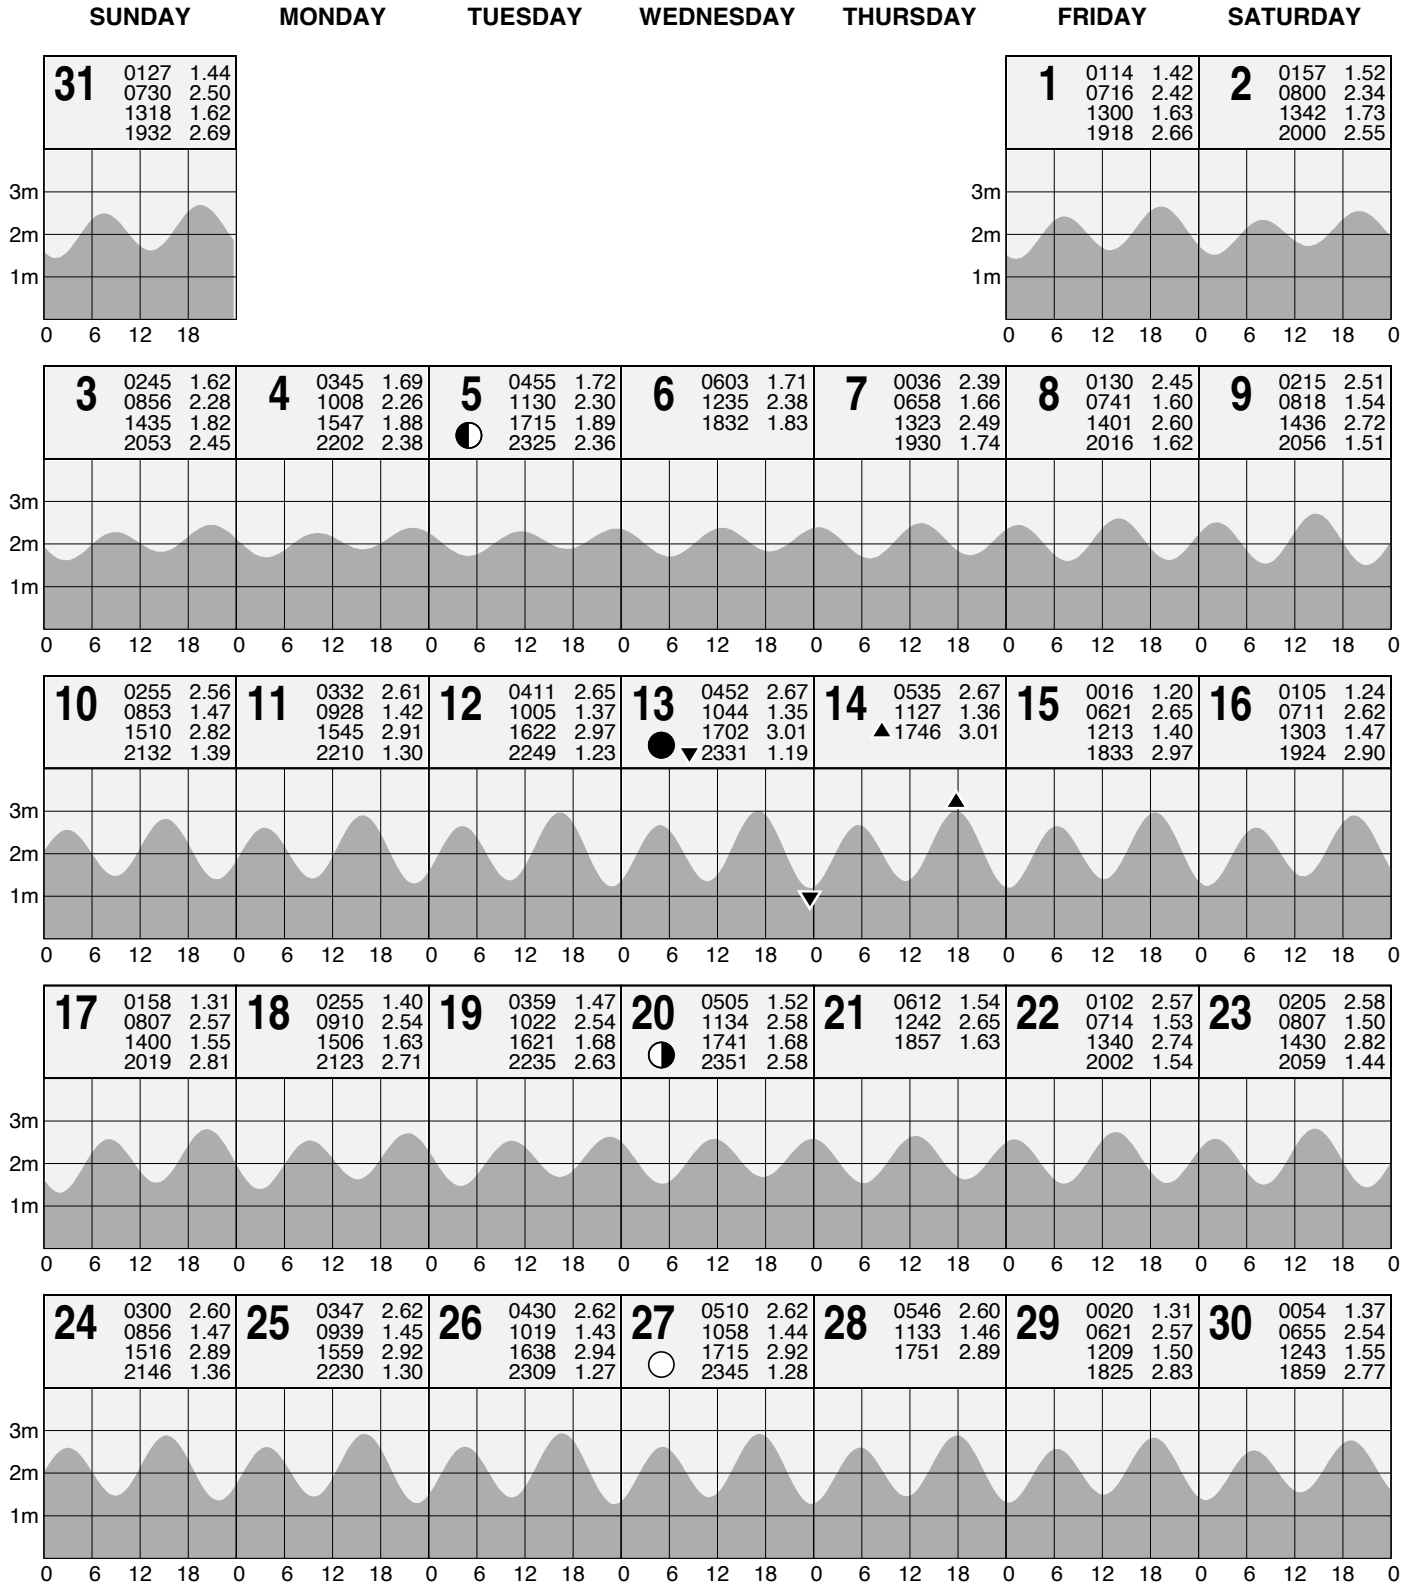 SUNDAY MONDAY TUESDAY WEDNESDAY THURSDAY FRIDAY SATURDAY
31 0127 1.44
0730 2.50
1318 1.62
1932 2.69
1 0114 1.42
0716 2.42
1300 1.63
1918 2.66
2 0157 1.52
0800 2.34
1342 1.73
2000 2.55
3m 3m
2m 2m
1m 1m
0 6 12 18 0 6 12 18 0 6 12 18 0
3 0245 1.62
0856 2.28
1435 1.82
2053 2.45
4 0345 1.69
1008 2.26
1547 1.88
2202 2.38
5 0455 1.72
1130 2.30
1715 1.89
2325 2.36
6 0603 1.71
1235 2.38
1832 1.83
7 0036 2.39
0658 1.66
1323 2.49
1930 1.74
8 0130 2.45
0741 1.60
1401 2.60
2016 1.62
9 0215 2.51
0818 1.54
1436 2.72
2056 1.51
3m
2m
1m
0 6 12 18 0 6 12 18 0 6 12 18 0 6 12 18 0 6 12 18 0 6 12 18 0 6 12 18 0
10 0255 2.56
0853 1.47
1510 2.82
2132 1.39
11 0332 2.61
0928 1.42
1545 2.91
2210 1.30
12 0411 2.65
1005 1.37
1622 2.97
2249 1.23
13 0452 2.67
1044 1.35
1702 3.01
2331 1.19
14 0535 2.67
1127 1.36
1746 3.01
15 0016 1.20
0621 2.65
1213 1.40
1833 2.97
16 0105 1.24
0711 2.62
1303 1.47
1924 2.90
3m
2m
1m
0 6 12 18 0 6 12 18 0 6 12 18 0 6 12 18 0 6 12 18 0 6 12 18 0 6 12 18 0
17 0158 1.31
0807 2.57
1400 1.55
2019 2.81
18 0255 1.40
0910 2.54
1506 1.63
2123 2.71
19 0359 1.47
1022 2.54
1621 1.68
2235 2.63
20 0505 1.52
1134 2.58
1741 1.68
2351 2.58
21 0612 1.54
1242 2.65
1857 1.63
22 0102 2.57
0714 1.53
1340 2.74
2002 1.54
23 0205 2.58
0807 1.50
1430 2.82
2059 1.44
3m
2m
1m
0 6 12 18 0 6 12 18 0 6 12 18 0 6 12 18 0 6 12 18 0 6 12 18 0 6 12 18 0
24 0300 2.60
0856 1.47
1516 2.89
2146 1.36
25 0347 2.62
0939 1.45
1559 2.92
2230 1.30
26 0430 2.62
1019 1.43
1638 2.94
2309 1.27
27 0510 2.62
1058 1.44
1715 2.92
2345 1.28
28 0546 2.60
1133 1.46
1751 2.89
29 0020 1.31
0621 2.57
1209 1.50
1825 2.83
30 0054 1.37
0655 2.54
1243 1.55
1859 2.77
3m
2m
1m
0 6 12 18 0 6 12 18 0 6 12 18 0 6 12 18 0 6 12 18 0 6 12 18 0 6 12 18 0